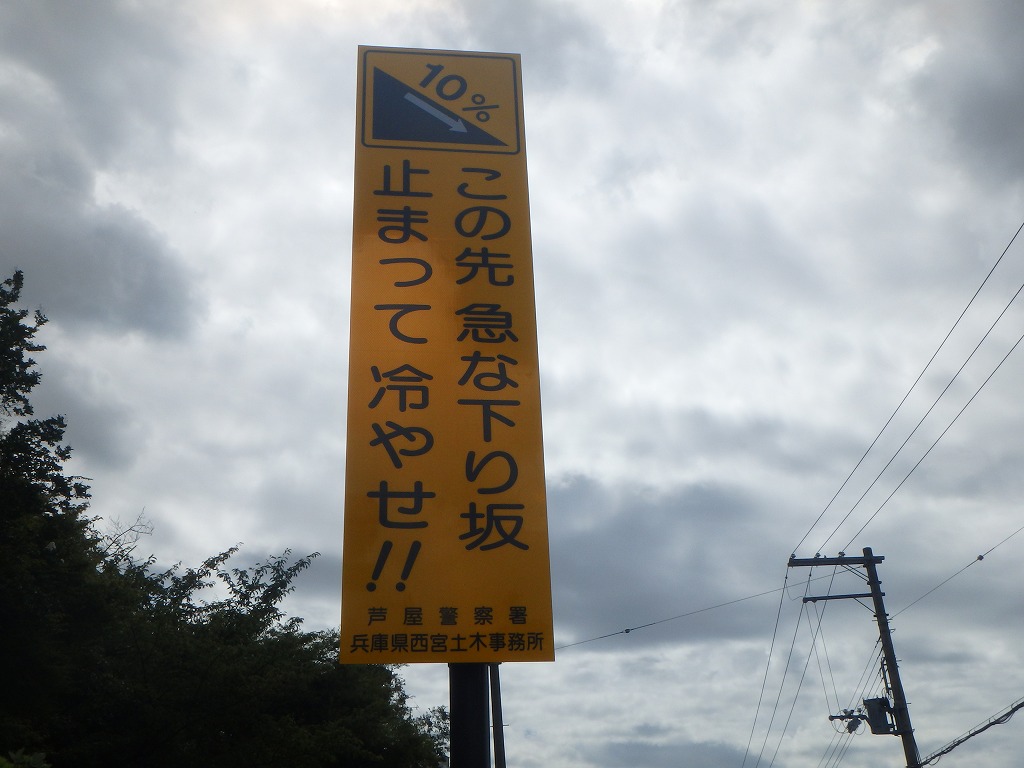 10%
この先 急な下り坂
止まって 冷やせ!!
芦屋警察署
兵庫県西宮土木事務所